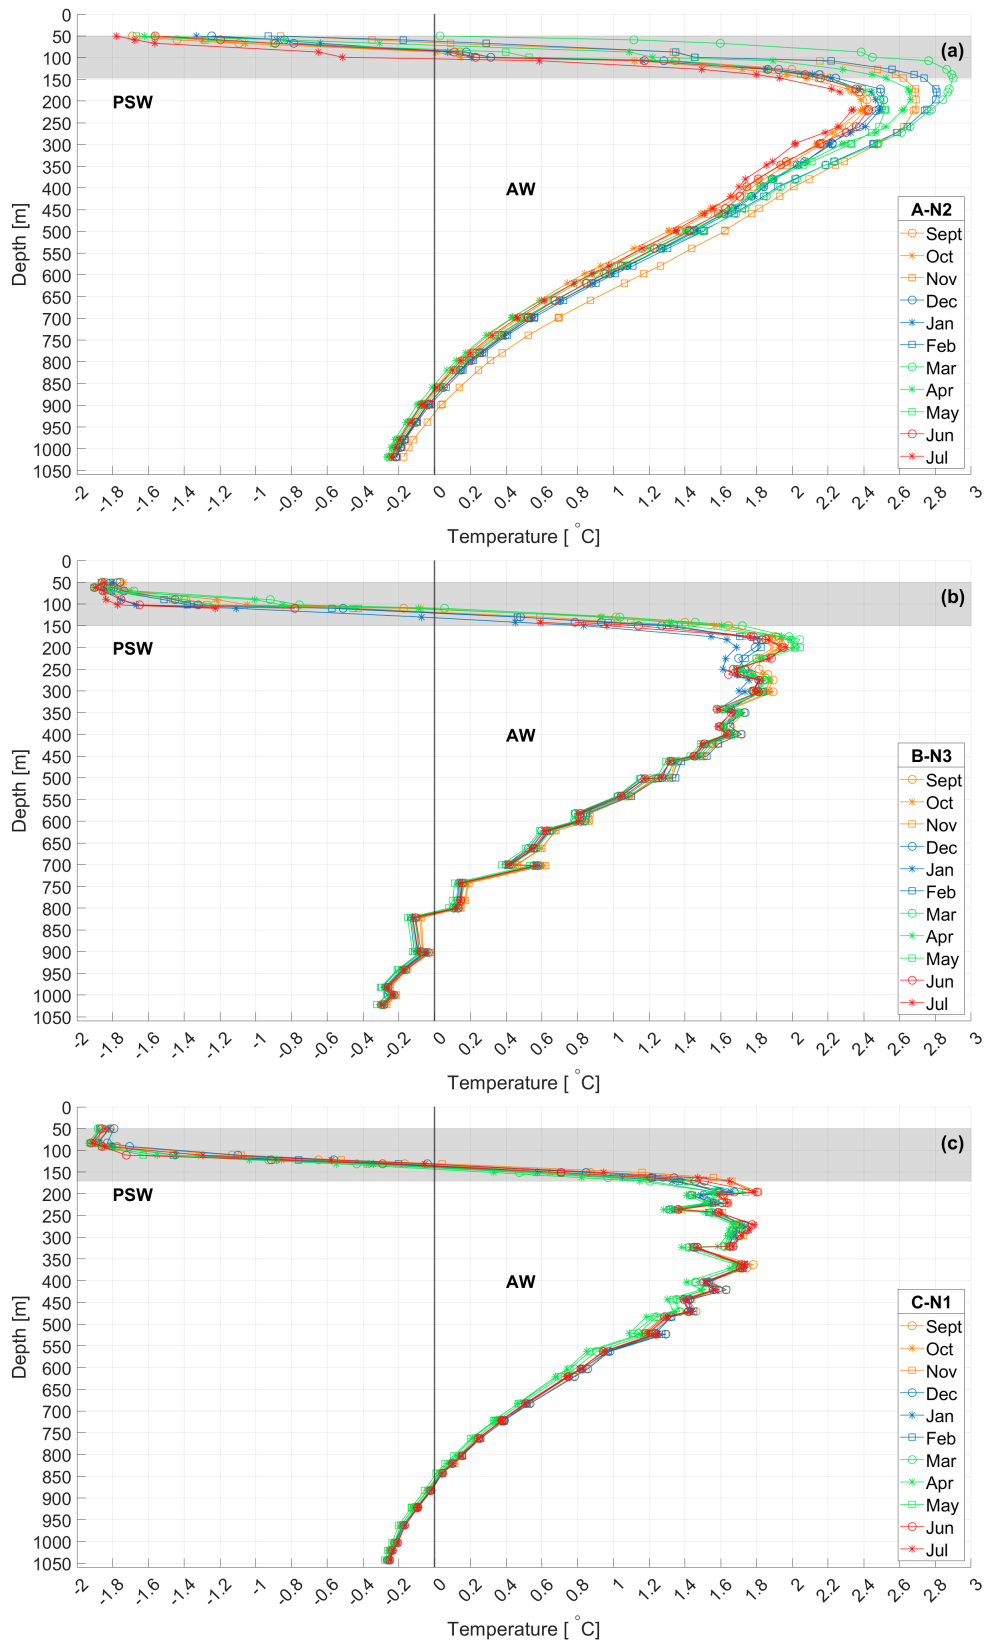 0
50
100
150
200
250
300
350
400
450
500
550
600
650
700
750
800
850
900
950
1000
1050
Depth [m]
(a)
PSW
AW
A-N2
Sept
Oct
Nov
Dec
Jan
Feb
Mar
Apr
May
Jun
Jul
-2 -1.8 -1.6 -1.4 -1.2 -1 -0.8 -0.6 -0.4 -0.2 0 0.2 0.4 0.6 0.8 1 1.2 1.4 1.6 1.8 2 2.2 2.4 2.6 2.8 3
Temperature [ °C]
0
50
100
150
200
250
300
350
400
450
500
550
600
650
700
750
800
850
900
950
1000
1050
Depth [m]
(b)
PSW
AW
B-N3
Sept
Oct
Nov
Dec
Jan
Feb
Mar
Apr
May
Jun
Jul
-2 -1.8 -1.6 -1.4 -1.2 -1 -0.8 -0.6 -0.4 -0.2 0 0.2 0.4 0.6 0.8 1 1.2 1.4 1.6 1.8 2 2.2 2.4 2.6 2.8 3
Temperature [ °C]
0
50
100
150
200
250
300
350
400
450
500
550
600
650
700
750
800
850
900
950
1000
1050
Depth [m]
(c)
PSW
AW
C-N1
Sept
Oct
Nov
Dec
Jan
Feb
Mar
Apr
May
Jun
Jul
-2 -1.8 -1.6 -1.4 -1.2 -1 -0.8 -0.6 -0.4 -0.2 0 0.2 0.4 0.6 0.8 1 1.2 1.4 1.6 1.8 2 2.2 2.4 2.6 2.8 3
Temperature [ °C]